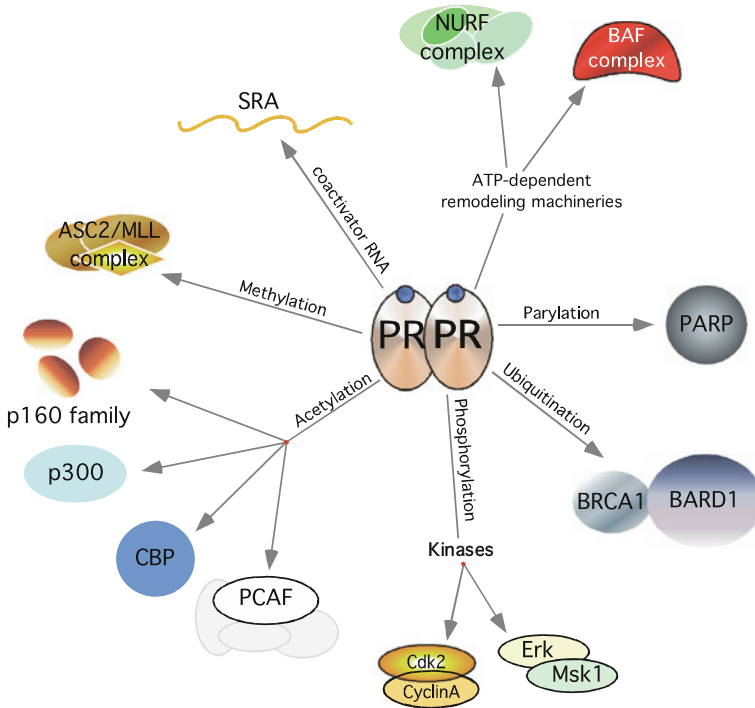 NURF
complex
BAF
complex
SRA
coactivator RNA
ATP-dependent
remodeling machineries
ASC2/MLL
complex
Methylation
PR
PR
Parylation
PARP
p160 family
Acetylation
Phosphorylation
Ubiquitination
p300
BRCA1
BARD1
CBP
Kinases
PCAF
Cdk2
CyclinA
Erk
Msk1